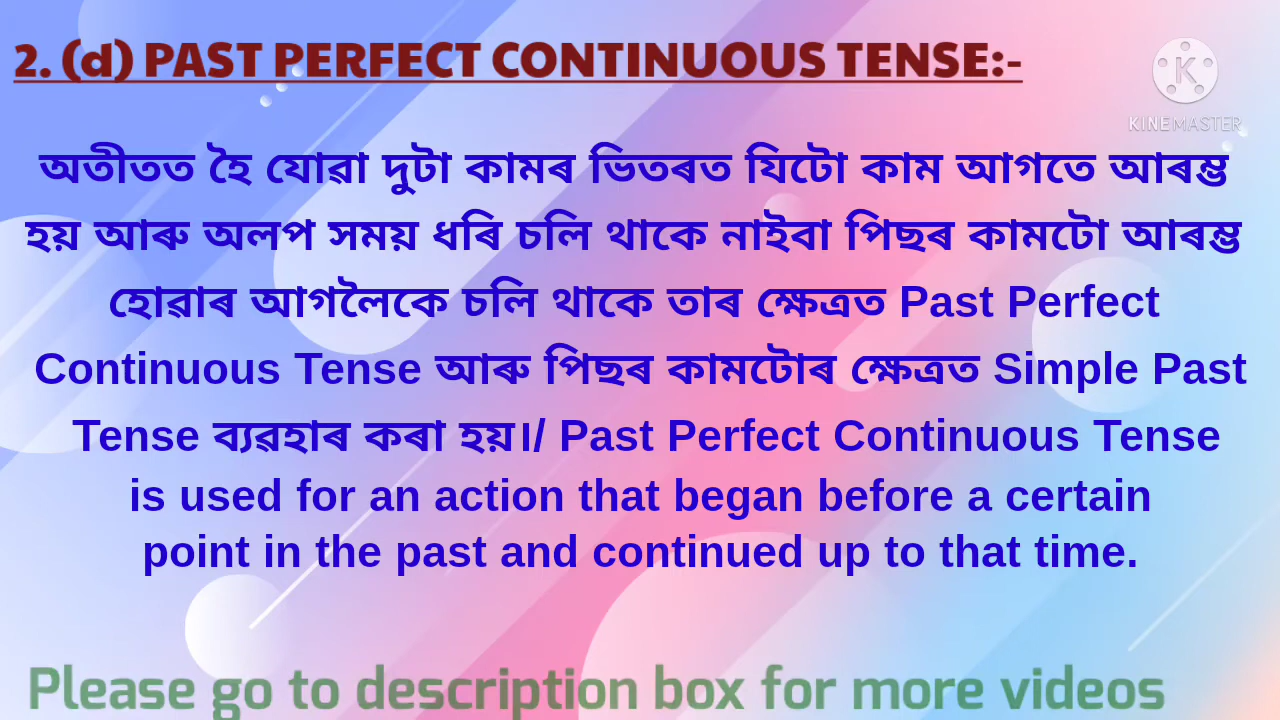 2. (d) PAST PERFECT CONTINUOUS TENSE:-
KINEMASTER
অতীতত হৈ যোৱা দুটা কামৰ ভিতৰত যিটো কাম আগতে আৰম্ভ
হয় আৰু অলপ সময় ধৰি চলি থাকে নাইবা পিছৰ কামটো আৰম্ভ
হোৱাৰ আগলৈকে চলি থাকে তাৰ ক্ষেত্ৰত Past Perfect
Continuous Tense আৰু পিছৰ কামটোৰ ক্ষেত্ৰত Simple Past
Tense ব্যৱহাৰ কৰা হয়।/ Past Perfect Continuous Tense
is used for an action that began before a certain
point in the past and continued up to that time.
Please go to description box for more videos